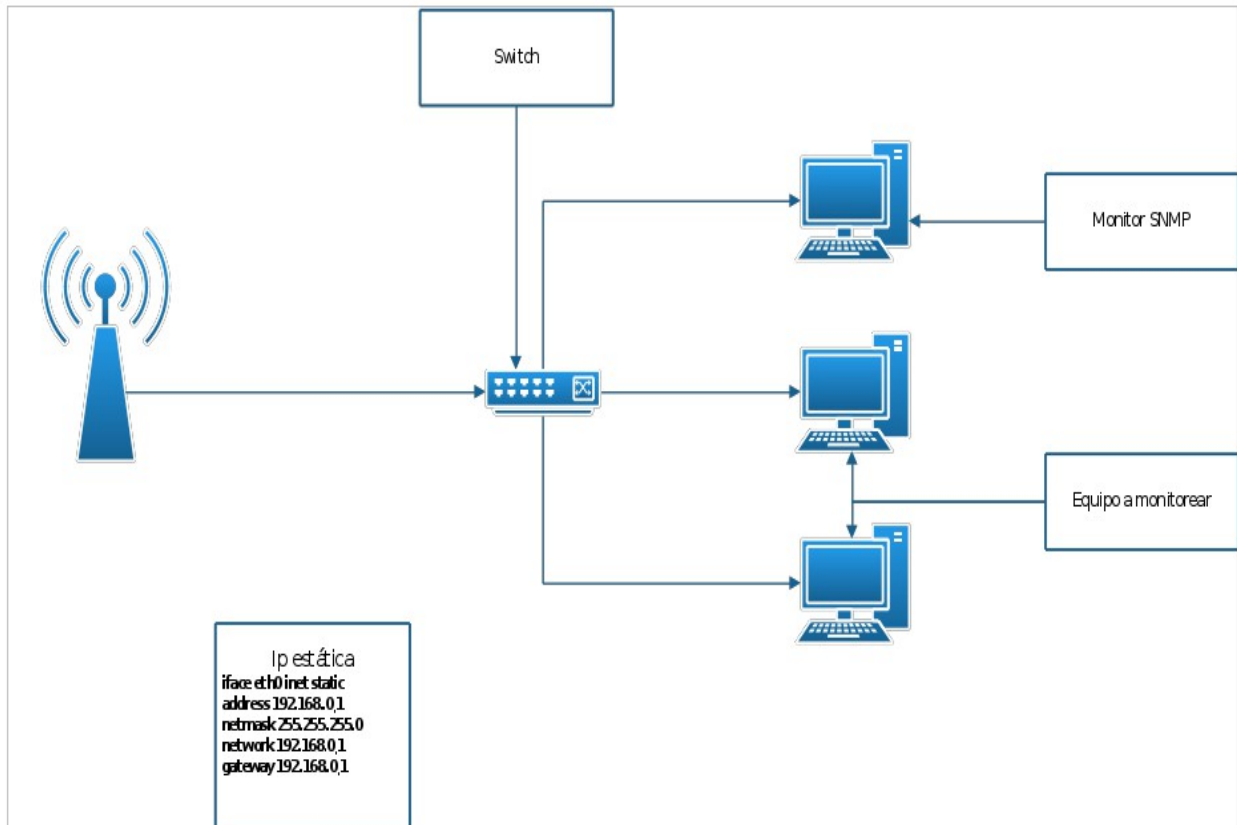 Switch
Monitor SNMP
Equipo a monitorear
Ip estática
iface eth0 inet static
address 192.168..0,1
netmask 255.255.255.0
network 192.168.0,1
gateway 192.168.0,1